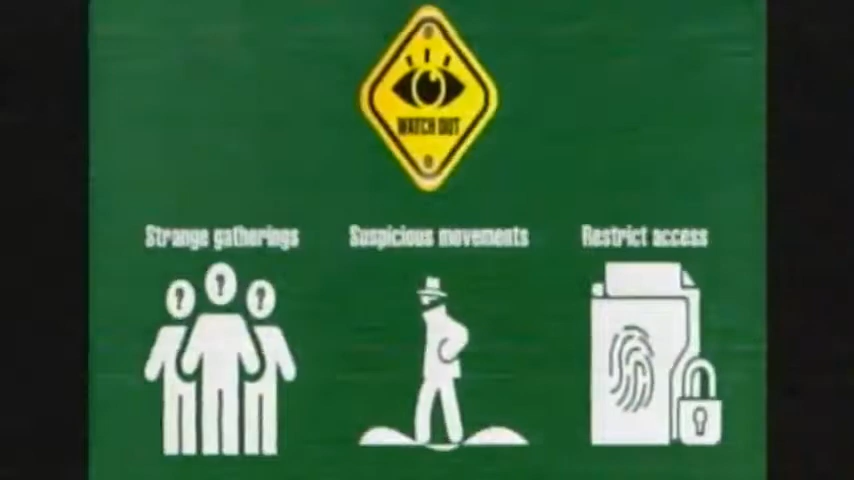 WATCH OUT
Strange gatherings
Suspicious movements
Restrict access
? ? ?